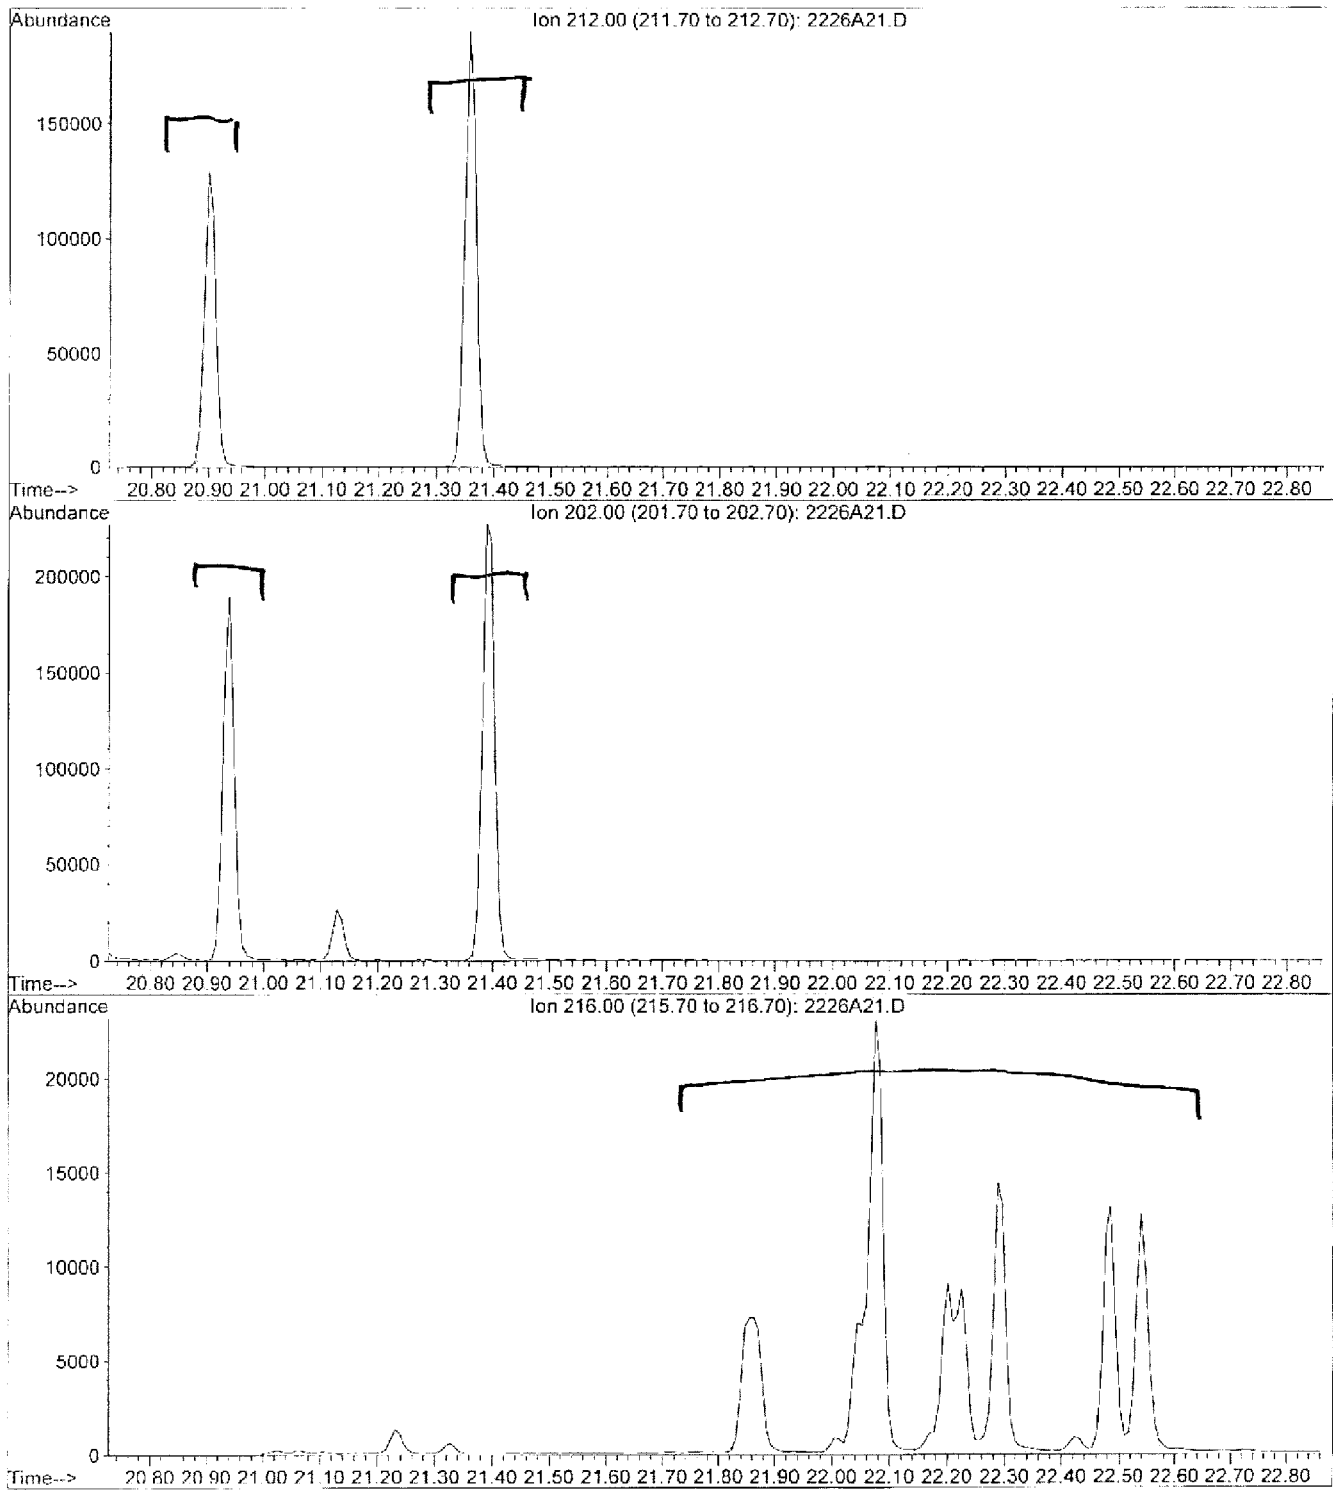 Abundance
Ion 212.00 (211.70 to 212.70): 2226A21.D
150000
100000
50000
0
Time--> 20.80 20.90 21.00 21.10 21.20 21.30 21.40 21.50 21.60 21.70 21.80 21.90 22.00 22.10 22.20 22.30 22.40 22.50 22.60 22.70 22.80
Abundance
Ion 202.00 (201.70 to 202.70): 2226A21.D
200000
150000
100000
50000
0
Time--> 20.80 20.90 21.00 21.10 21.20 21.30 21.40 21.50 21.60 21.70 21.80 21.90 22.00 22.10 22.20 22.30 22.40 22.50 22.60 22.70 22.80
Abundance
Ion 216.00 (215.70 to 216.70): 2226A21.D
20000
15000
10000
5000
0
Time--> 20.80 20.90 21.00 21.10 21.20 21.30 21.40 21.50 21.60 21.70 21.80 21.90 22.00 22.10 22.20 22.30 22.40 22.50 22.60 22.70 22.80